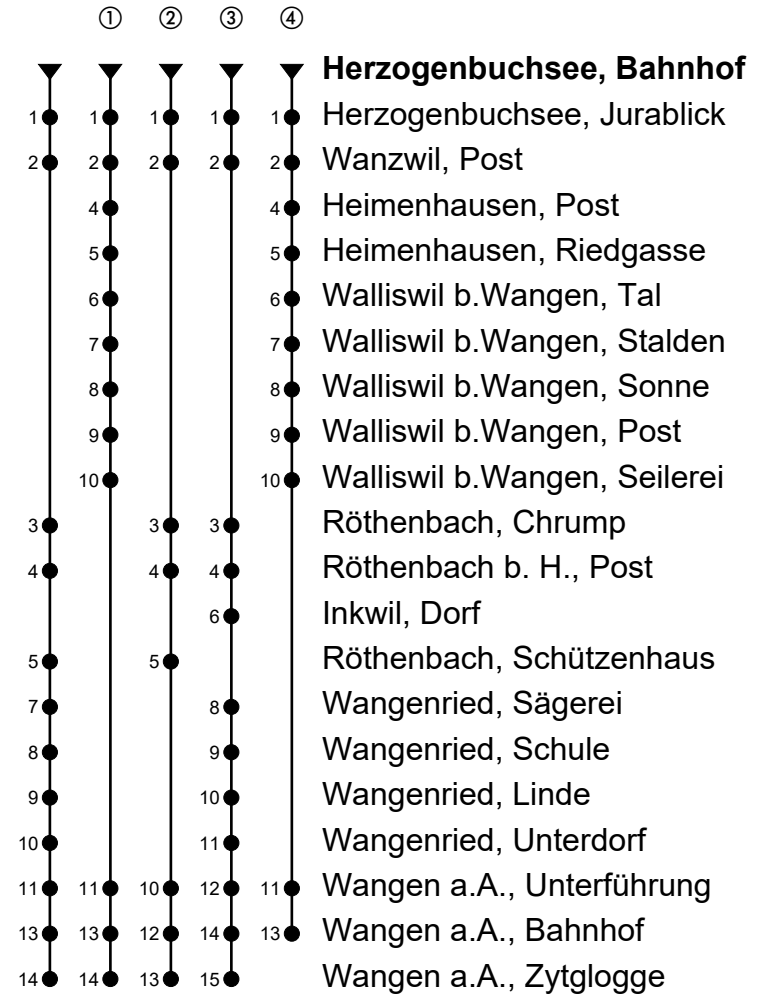 ① ② ③ ④
Herzogenbuchsee, Bahnhof
1 1 1 1 1 Herzogenbuchsee, Jurablick
2 2 2 2 2 Wanzwil, Post
4 4 Heimenhausen, Post
5 5 Heimenhausen, Riedgasse
6 6 Walliswil b.Wangen, Tal
7 7 Walliswil b.Wangen, Stalden
8 8 Walliswil b.Wangen, Sonne
9 9 Walliswil b.Wangen, Post
10 10 Walliswil b.Wangen, Seilerei
3 3 3 Röthenbach, Chrump
4 4 4 Röthenbach b. H., Post
6 Inkwil, Dorf
5 5 Röthenbach, Schützenhaus
7 8 Wangenried, Sägerei
8 9 Wangenried, Schule
9 10 Wangenried, Linde
10 11 Wangenried, Unterdorf
11 11 10 12 11 Wangen a.A., Unterführung
13 13 12 14 13 Wangen a.A., Bahnhof
14 14 13 15 Wangen a.A., Zytglogge